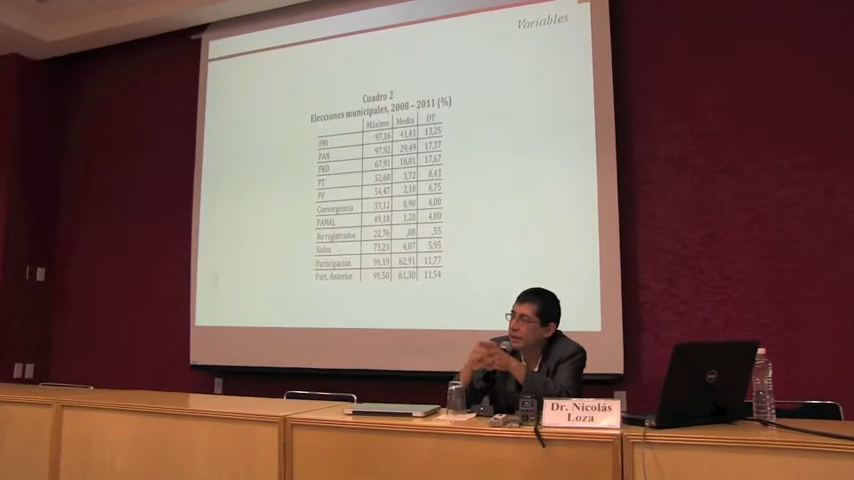 Variables
Cuadro 2
Elecciones municipales, 2008 – 2011 (%)
Máximo Media DT
PRI 97,16 41,41 13,25
PAN 97,92 29,49 17,37
PRD 67,91 16,01 17,67
PT 52,60 3,72 8,43
PV 54,47 2,10 6,75
Convergencia 37,12 0,90 4,00
PANAL 49,18 1,20 4,80
No registrados 22,76 ,08 ,55
Nulos 73,23 4,07 5,95
Participación 96,19 62,91 11,77
Part. Anterior 99,50 61,30 11,54
Dr. Nicolás
Loza